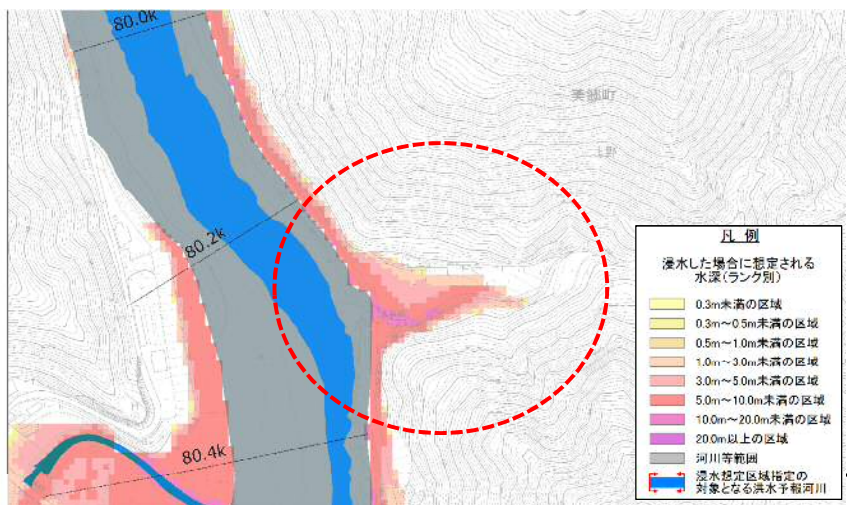 80.0k
80.2k
80.4k
上野
凡 例
浸水した場合に想定される
水深(ランク別)
0.3m未満の区域
0.3m～0.5m未満の区域
0.5m～1.0m未満の区域
1.0m～3.0m未満の区域
3.0m～5.0m未満の区域
5.0m～10.0m未満の区域
10.0m～20.0m未満の区域
20.0m以上の区域
河川等範囲
浸水想定区域指定の
対象となる洪水予報河川